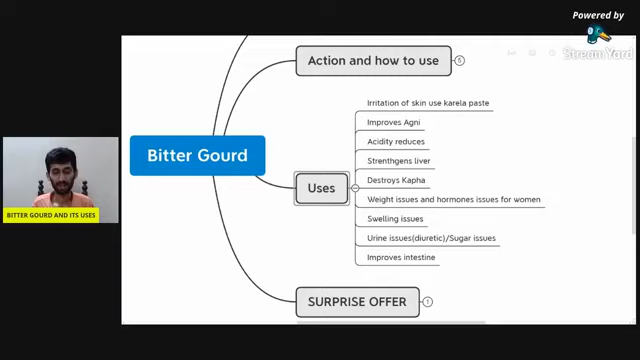 Powered by
StreamYard
Action and how to use
6
Irritation of skin use karela paste
Improves Agni
Acidity reduces
Strenthgens liver
Destroys Kapha
Weight issues and hormones issues for women
Swelling issues
Urine issues(diuretic)/Sugar issues
Improves intestine
Bitter Gourd
Uses
BITTER GOURD AND ITS USES
SURPRISE OFFER
1